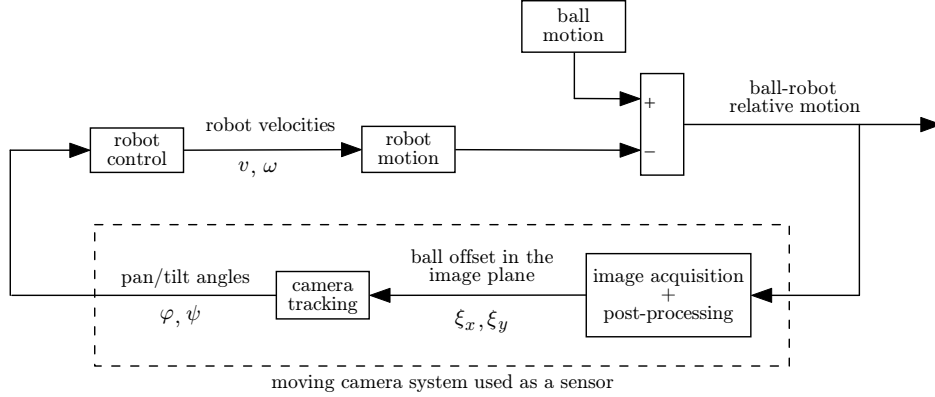 ball
motion
ball-robot
relative motion
+
robot velocities
v, ω
robot
control
robot
motion
−
ball offset in the
image plane
pan/tilt angles
φ, ψ
camera
tracking
ξx, ξy
image acquisition
+
post-processing
moving camera system used as a sensor